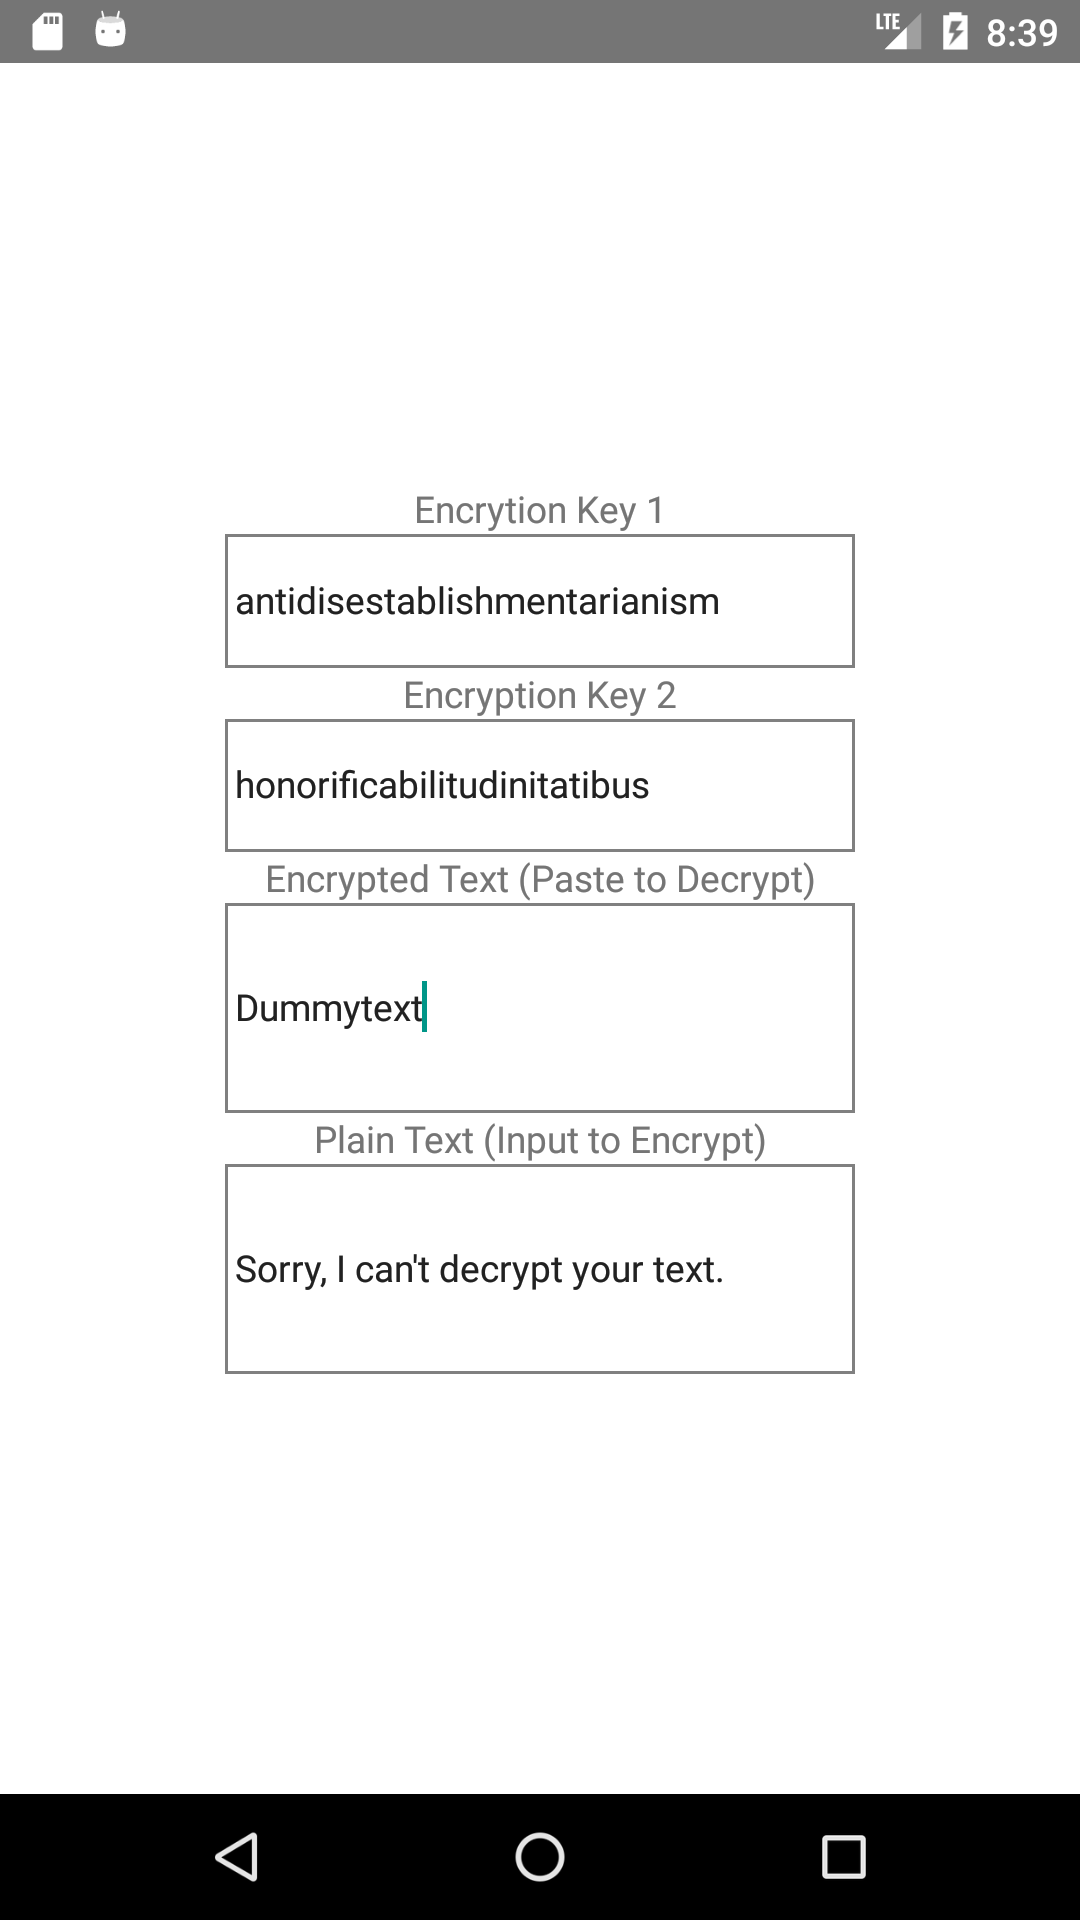 LTE 8:39
Encrytion Key 1
antidisestablishmentarianism
Encryption Key 2
honorificabilitudinitatibus
Encrypted Text (Paste to Decrypt)
Dummytext
Plain Text (Input to Encrypt)
Sorry, I can't decrypt your text.